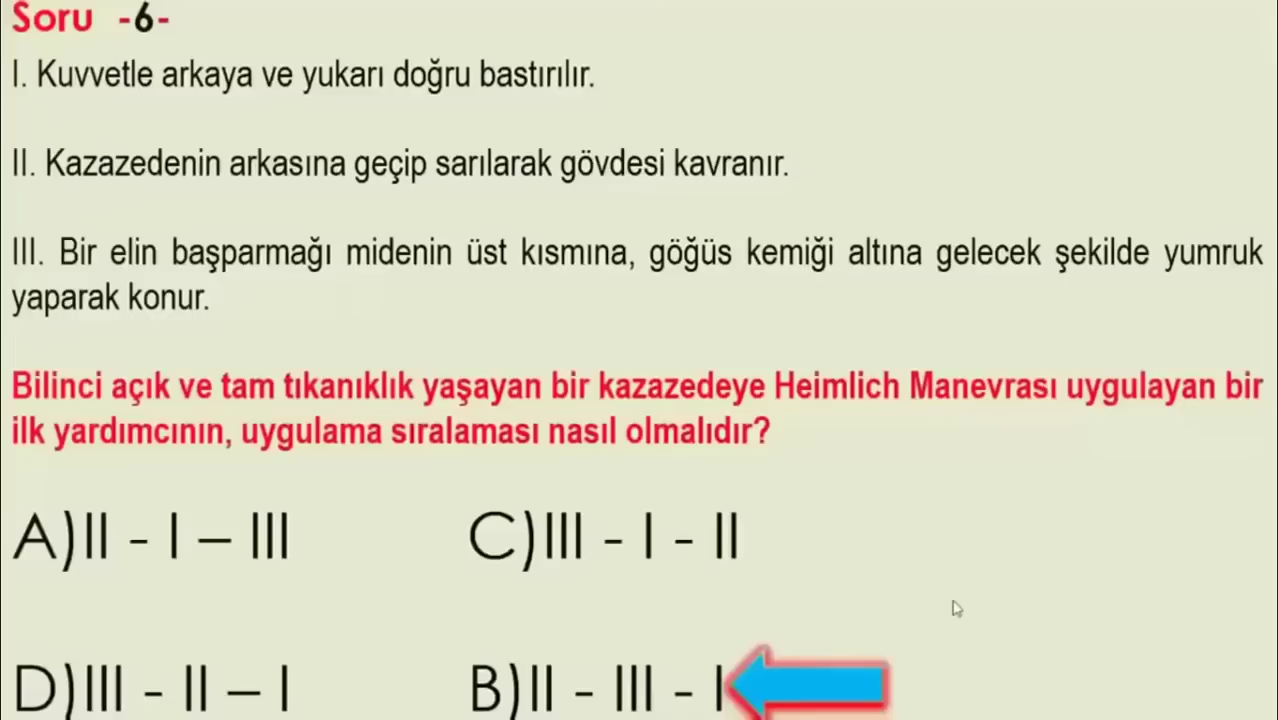 Soru -6-
I. Kuvvetle arkaya ve yukarı doğru bastırılır.
II. Kazazedenin arkasına geçip sarılarak gövdesi kavranır.
III. Bir elin başparmağı midenin üst kısmına, göğüs kemiği altına gelecek şekilde yumruk
yaparak konur.
Bilinci açık ve tam tıkanıklık yaşayan bir kazazedeye Heimlich Manevrası uygulayan bir
ilk yardımcının, uygulama sıralaması nasıl olmalıdır?
A)II - I – III
C)III - I - II
D)III - II – I
B)II - III - I